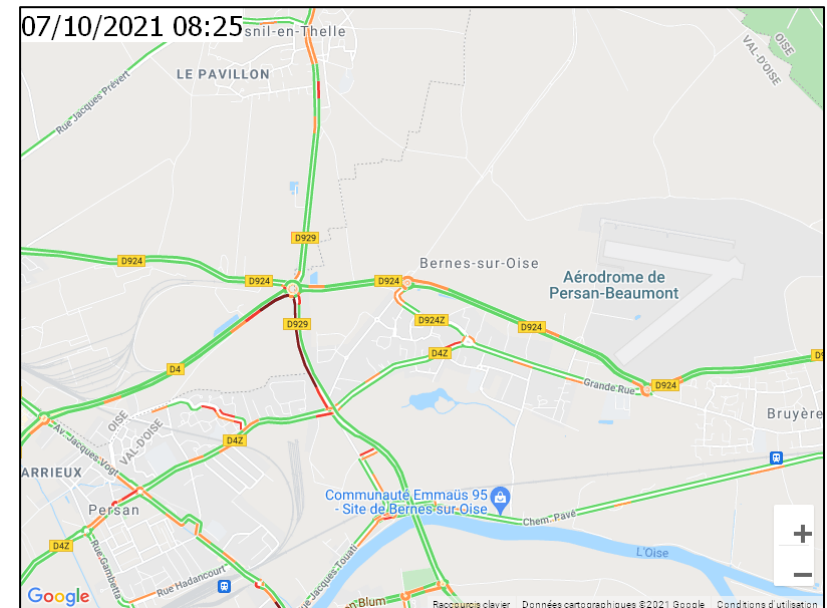 07/10/2021 08:25
snil-en-Thelle
OISE
VAL-D'OISE
LE PAVILLON
Rue Jacques Prévert
D929
D924
D924
D924
Bernes-sur-Oise
Aérodrome de
Persan-Beaumont
D929
D924Z
D924
D4Z
D4
D924
Grande Rue
Bruyère
OISE
VAL-D'OISE
Av. Jacques Vogt
D4Z
ARRIEUX
Persan
Communauté Emmaüs 95
- Site de Bernes sur Oise
Chem. Pavé
L'Oise
D4Z
Rue Gambetta
Rue Hadancourt
Rue Jacques Touati
n Blum
+
−
Google
Raccourcis clavier Données cartographiques ©2021 Google Conditions d'utilisation